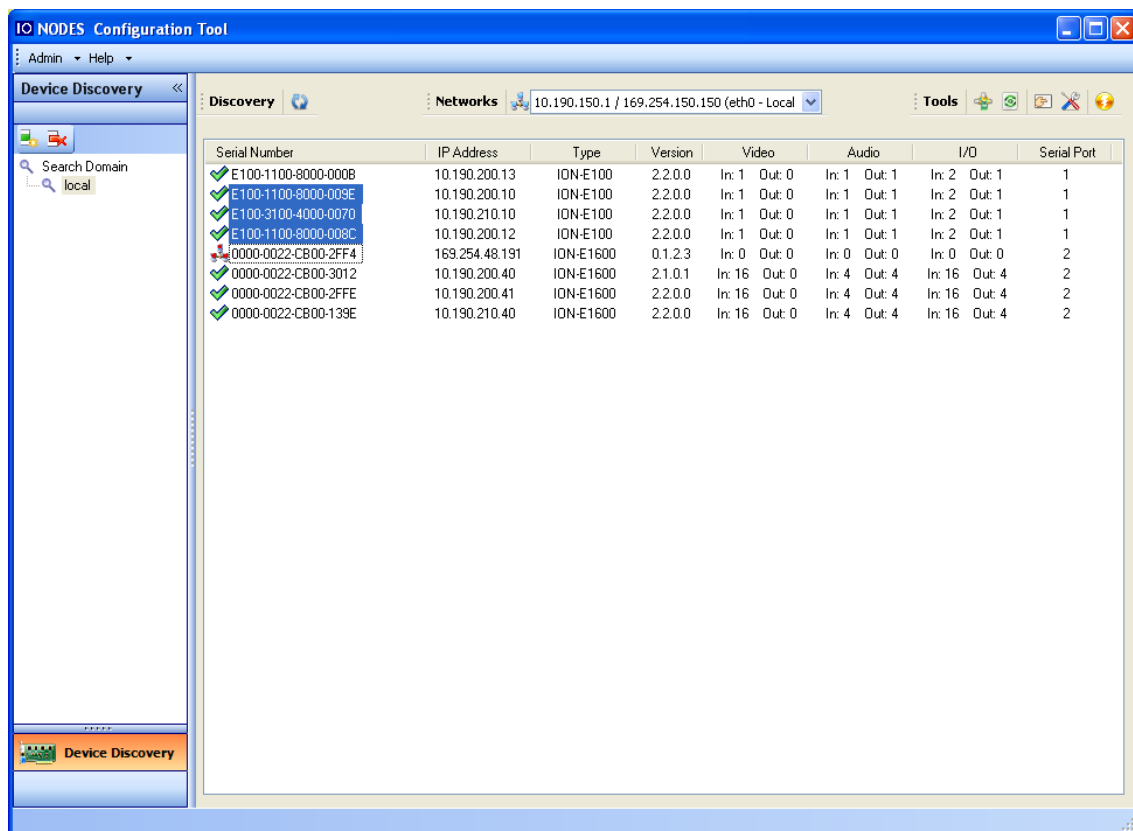 IO NODES Configuration Tool
Admin Help
Device Discovery
Discovery Networks 10.190.150.1 / 169.254.150.150 (eth0 - Local Tools
Search Domain
local
Serial Number IP Address Type Version Video Audio I/O Serial Port
E100-1100-8000-000B 10.190.200.13 ION-E100 2.2.0.0 In: 1 Out: 0 In: 1 Out: 1 In: 2 Out: 1 1
E100-1100-8000-009E 10.190.200.10 ION-E100 2.2.0.0 In: 1 Out: 0 In: 1 Out: 1 In: 2 Out: 1 1
E100-3100-4000-0070 10.190.210.10 ION-E100 2.2.0.0 In: 1 Out: 0 In: 1 Out: 1 In: 2 Out: 1 1
E100-1100-8000-008C 10.190.200.12 ION-E100 2.2.0.0 In: 1 Out: 0 In: 1 Out: 1 In: 2 Out: 1 1
0000-0022-CB00-2FF4 169.254.48.191 ION-E1600 0.1.2.3 In: 0 Out: 0 In: 0 Out: 0 In: 0 Out: 0 2
0000-0022-CB00-3012 10.190.200.40 ION-E1600 2.1.0.1 In: 16 Out: 0 In: 4 Out: 4 In: 16 Out: 4 2
0000-0022-CB00-2FFE 10.190.200.41 ION-E1600 2.2.0.0 In: 16 Out: 0 In: 4 Out: 4 In: 16 Out: 4 2
0000-0022-CB00-139E 10.190.210.40 ION-E1600 2.2.0.0 In: 16 Out: 0 In: 4 Out: 4 In: 16 Out: 4 2
Device Discovery